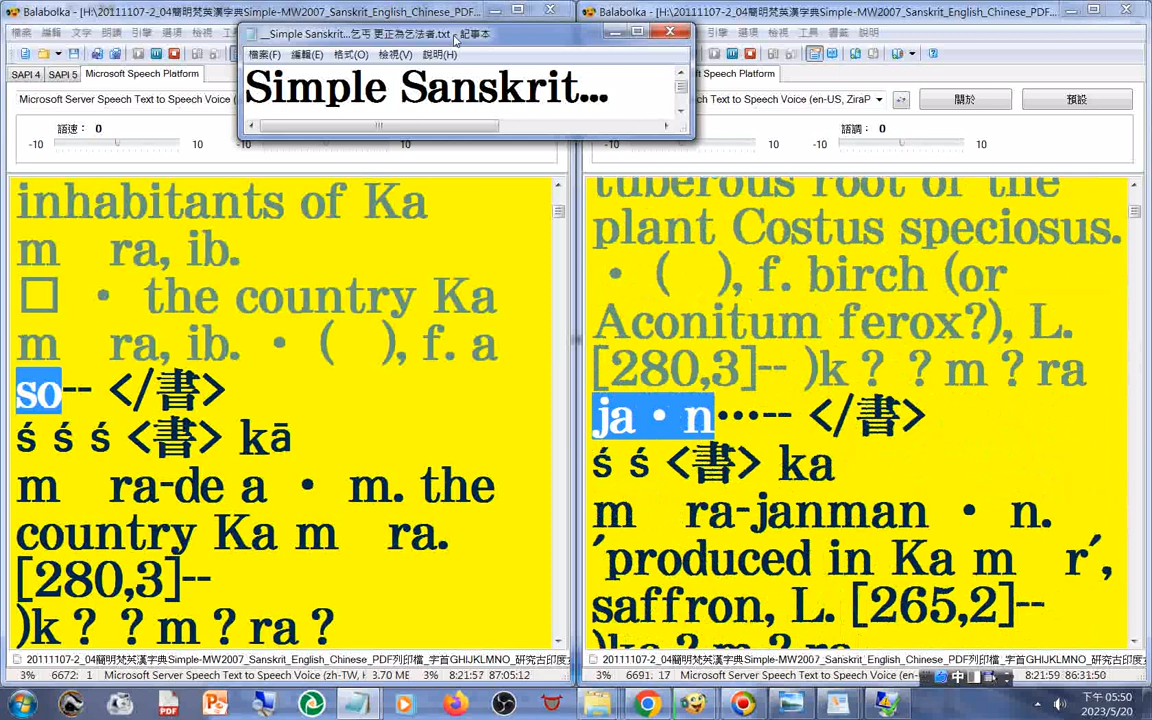 Balabolka - [H:\20111107-2_04簡明梵英漢字典Simple-MW2007_Sanskrit_English_Chinese_PDF...
Balabolka - [H:\20111107-2_04簡明梵英漢字典Simple-MW2007_Sanskrit_English_Chinese_PDF...
__Simple Sanskrit...乞丐 更正為乞法者.txt - 記事本
檔案(F) 編輯(E) 格式(O) 檢視(V) 說明(H)
Simple Sanskrit...
SAPI 4 SAPI 5 Microsoft Speech Platform
Speech Platform
Microsoft Server Speech Text to Speech Voice (
Microsoft Server Speech Text to Speech Voice (en-US, ZiraP
關於
預設
語速: 0
-10 10 10
語調: 0
-10 10 10
inhabitants of Ka
m ra, ib.
□ • the country Ka
m ra, ib. • ( ), f. a
so-- </書>
ś ś ś <書> kā
m ra-de a • m. the
country Ka m ra.
[280,3]--
)k ? ? m ? ra ?
tuberous root of the
plant Costus speciosus.
• ( ), f. birch (or
Aconitum ferox?), L.
[280,3]-- )k ? ? m ? ra
ja • n…-- </書>
ś ś <書> ka
m ra-janman • n.
′produced in Ka m r′,
saffron, L. [265,2]--
)ka ? m ? ra
20111107-2_04簡明梵英漢字典Simple-MW2007_Sanskrit_English_Chinese_PDF列印檔_字首GHIJKLMNO_研究古印度
20111107-2_04簡明梵英漢字典Simple-MW2007_Sanskrit_English_Chinese_PDF列印檔_字首GHIJKLMNO_研究古印度
3% 6672: 1 Microsoft Server Speech Text to Speech Voice (zh-TW, H 3.70 ME 3% 8:21:57 87:05:12
3% 6691: 17 Microsoft Server Speech Text to Speech Voice 8:21:59 86:31:50
中
PDF
下午 05:50
2023/5/20